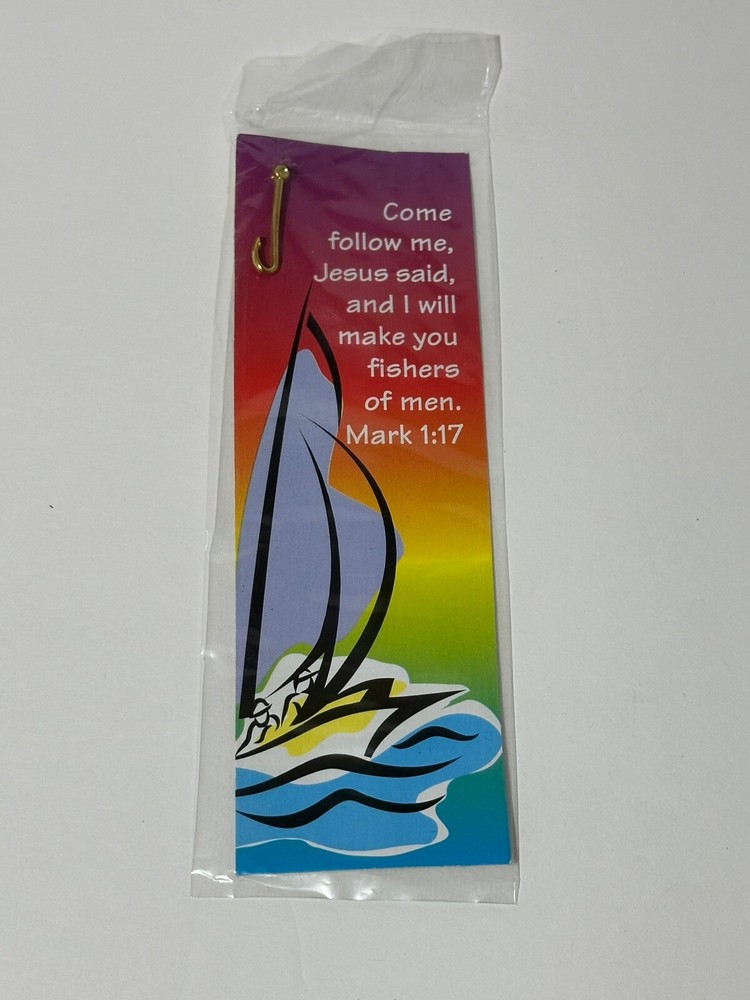 Come
follow me,
Jesus said,
and I will
make you
fishers
of men.
Mark 1:17